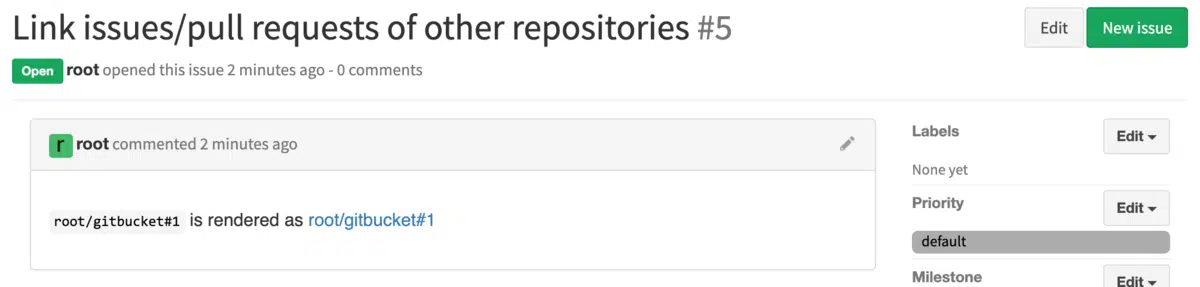 Link issues/pull requests of other repositories #5
Edit
New issue
Open root opened this issue 2 minutes ago - 0 comments
r root commented 2 minutes ago
root/gitbucket#1 is rendered as root/gitbucket#1
Labels
Edit
None yet
Priority
Edit
default
Milestone
Edit